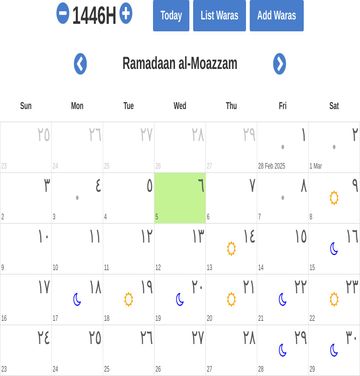 1446H Today List Waras Add Waras
Ramadaan al-Moazzam
Sun Mon Tue Wed Thu Fri Sat
٢٥ ٢٦ ٢٧ ٢٨ ٢٩ ١ ٢
23 24 25 26 27 28 Feb 2025 1 Mar
٣ ٤ ٥ ٦ ٧ ٨ ٩
2 3 4 5 6 7 8
١٠ ١١ ١٢ ١٣ ١٤ ١٥ ١٦
9 10 11 12 13 14 15
١٧ ١٨ ١٩ ٢٠ ٢١ ٢٢ ٢٣
16 17 18 19 20 21 22
٢٤ ٢٥ ٢٦ ٢٧ ٢٨ ٢٩ ٣٠
23 24 25 26 27 28 29